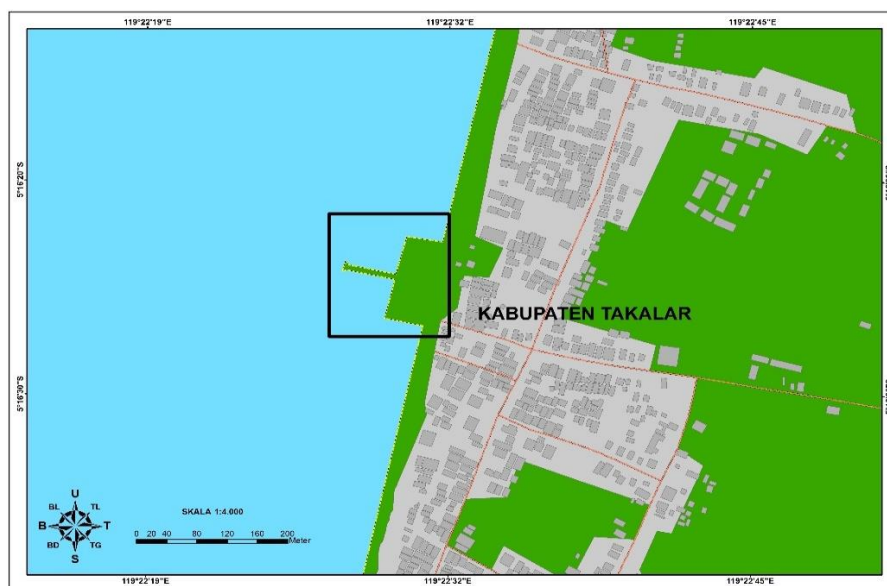 119°22'19"E 119°22'32"E 119°22'45"E
5°16'20"S
KABUPATEN TAKALAR
5°16'30"S
U
BL TL
B T
BD TG
S
SKALA 1:4.000
0 20 40 80 120 160 200
Meter
119°22'19"E 119°22'32"E 119°22'45"E